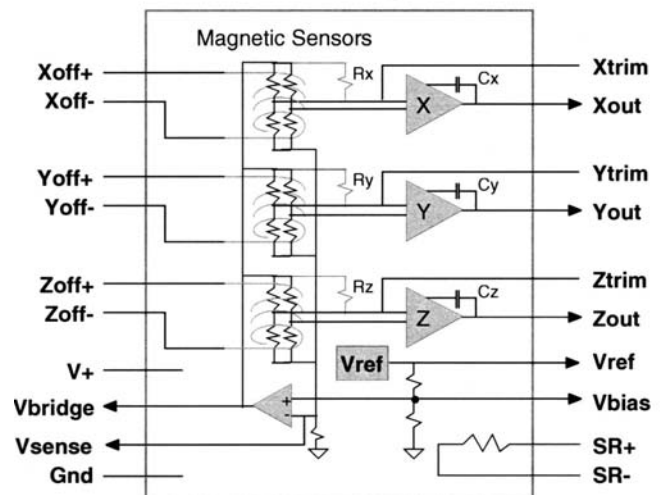 Magnetic Sensors
Xoff+
Xoff-
Rx
Cx
X
Xtrim
Xout
Yoff+
Yoff-
Ry
Cy
Y
Ytrim
Yout
Zoff+
Zoff-
Rz
Cz
Z
Ztrim
Zout
V+
Vref
Vref
Vbridge
+
-
Vbias
Vsense
SR+
Gnd
SR-